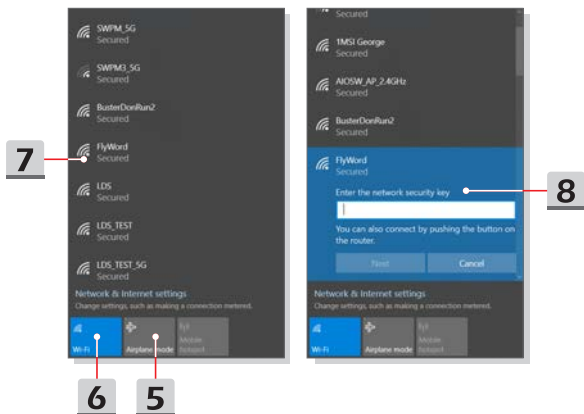 SWPM_5G
Secured
SWPM3_5G
Secured
BusterDonRun2
Secured
FlyWord
Secured
LDS
Secured
LDS_TEST
Secured
LDS_TEST_5G
Secured
Network & Internet settings
Change settings, such as making a connection metered.
Wi-Fi
Airplane mode
Mobile
hotspot
7
6
5
Secured
1MSI George
Secured
AIOSW_AP_2.4GHz
Secured
BusterDonRun2
Secured
FlyWord
Secured
Enter the network security key
You can also connect by pushing the button on
the router.
Next
Cancel
Network & Internet settings
Change settings, such as making a connection metered.
Wi-Fi
Airplane mode
Mobile
hotspot
8